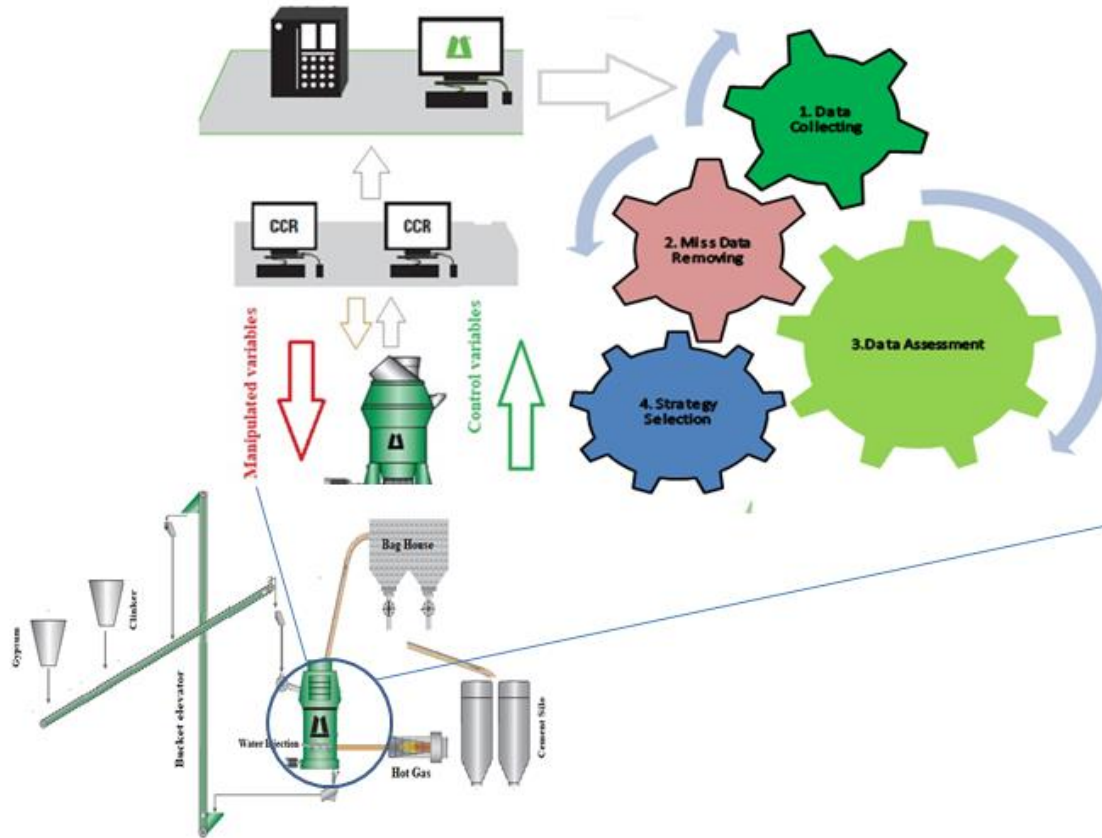 1. Data
Collecting
CCR
CCR
2. Miss Data
Removing
3.Data Assessment
4. Strategy
Selection
Manipulated variables
Control variables
Bag House
Clinker
Gypsum
Bucket elevator
Water Injection
Hot Gas
Cement Sile